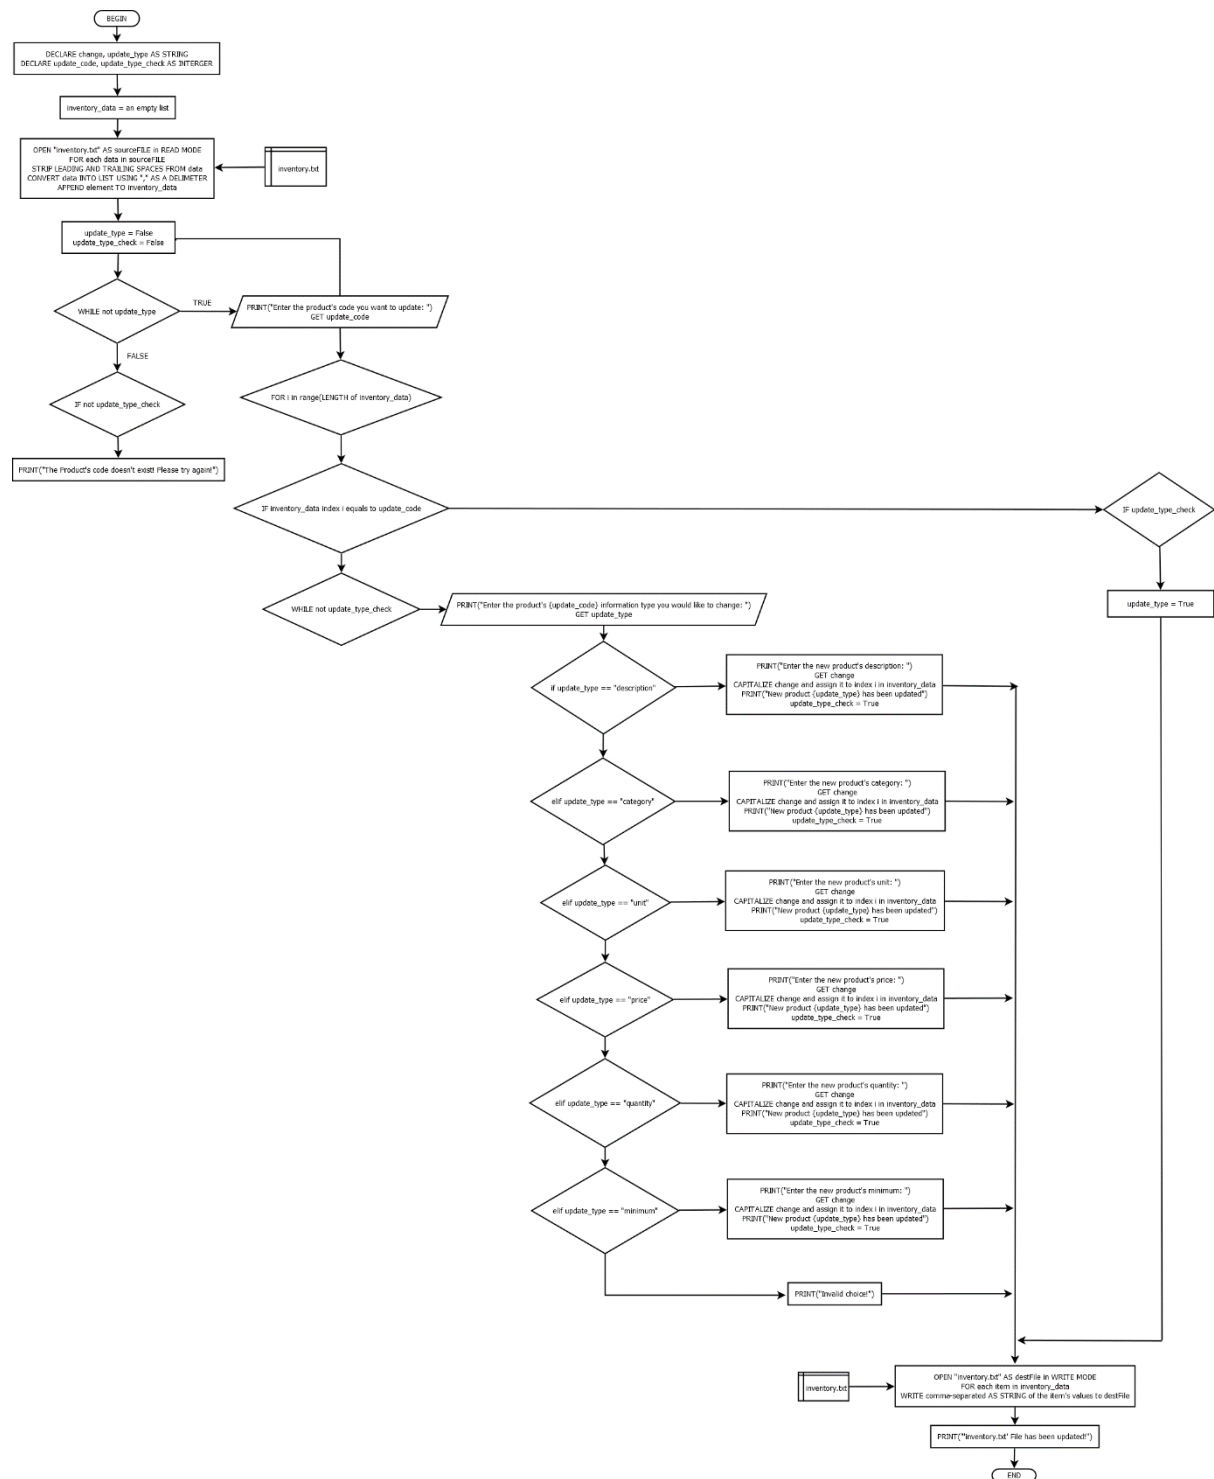 BEGIN
DECLARE change, update_type AS STRING
DECLARE update_code, update_type_check AS INTERGER
inventory_data = an empty list
OPEN "inventory.txt" AS sourceFILE in READ MODE
FOR each data in sourceFILE
STRIP LEADING AND TRAILING SPACES FROM data
CONVERT data INTO LIST USING "," AS A DELIMETER
APPEND element TO inventory_data
inventory.txt
update_type = False
update_type_check = False
WHILE not update_type
TRUE
PRINT("Enter the product's code you want to update: ")
GET update_code
FALSE
IF not update_type_check
PRINT("The Product's code doesn't exist! Please try again!")
FOR i in range(LENGTH of inventory_data)
IF inventory_data index i equals to update_code
IF update_type_check
update_type = True
WHILE not update_type_check
PRINT("Enter the product's {update_code} information type you would like to change: ")
GET update_type
if update_type == "description"
PRINT("Enter the new product's description: ")
GET change
CAPITALIZE change and assign it to index i in inventory_data
PRINT("New product {update_type} has been updated")
update_type_check = True
elif update_type == "category"
PRINT("Enter the new product's category: ")
GET change
CAPITALIZE change and assign it to index i in inventory_data
PRINT("New product {update_type} has been updated")
update_type_check = True
elif update_type == "unit"
PRINT("Enter the new product's unit: ")
GET change
CAPITALIZE change and assign it to index i in inventory_data
PRINT("New product {update_type} has been updated")
update_type_check = True
elif update_type == "price"
PRINT("Enter the new product's price: ")
GET change
CAPITALIZE change and assign it to index i in inventory_data
PRINT("New product {update_type} has been updated")
update_type_check = True
elif update_type == "quantity"
PRINT("Enter the new product's quantity: ")
GET change
CAPITALIZE change and assign it to index i in inventory_data
PRINT("New product {update_type} has been updated")
update_type_check = True
elif update_type == "minimum"
PRINT("Enter the new product's minimum: ")
GET change
CAPITALIZE change and assign it to index i in inventory_data
PRINT("New product {update_type} has been updated")
update_type_check = True
PRINT("Invalid choice!")
inventory.txt
OPEN "inventory.txt" AS destFile in WRITE MODE
FOR each item in inventory_data
WRITE comma-separated AS STRING of the item's values to destFile
PRINT("'inventory.txt' File has been updated!")
END